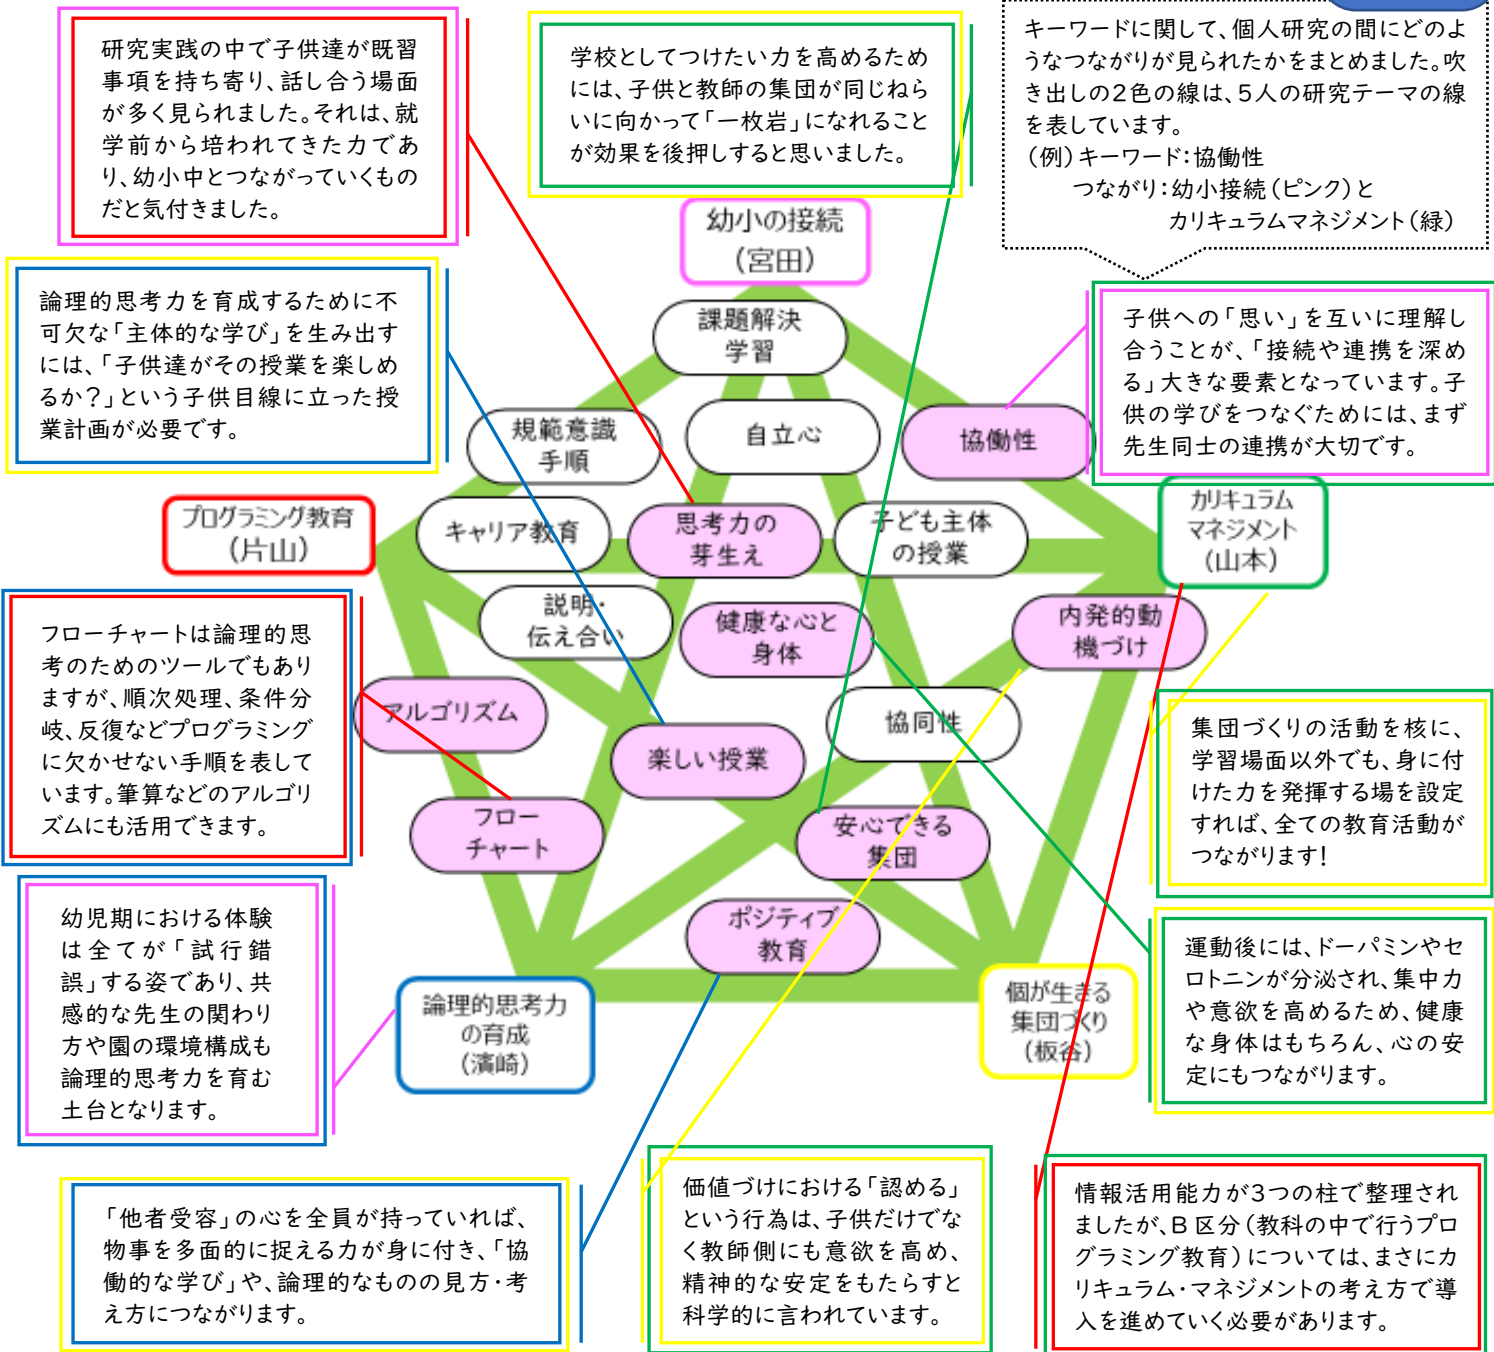 研究実践の中で子供達が既習
事項を持ち寄り、話し合う場面
が多く見られました。それは、就
学前から培われてきた力であ
り、幼小中とつながっていくもの
だと気付きました。
学校としてつけたい力を高めるため
には、子供と教師の集団が同じねら
いに向かって「一枚岩」になれること
が効果を後押しすると思いました。
キーワードに関して、個人研究の間にどのよ
うなつながりが見られたかをまとめました。吹
き出しの2色の線は、5人の研究テーマの線
を表しています。
(例)キーワード:協働性
つながり:幼小接続(ピンク)と
カリキュラムマネジメント(緑)
幼小の接続
(宮田)
論理的思考力を育成するために不
可欠な「主体的な学び」を生み出す
には、「子供達がその授業を楽しめ
るか?」という子供目線に立った授
業計画が必要です。
課題解決
学習
子供への「思い」を互いに理解し
合うことが、「接続や連携を深め
る」大きな要素となっています。子
供の学びをつなぐためには、まず
先生同士の連携が大切です。
規範意識
手順
自立心
協働性
プログラミング教育
(片山)
キャリア教育
思考力の
芽生え
子ども主体
の授業
カリキュラム
マネジメント
(山本)
説明・
伝え合い
健康な心と
身体
内発的動
機づけ
フローチャートは論理的思
考のためのツールでもあり
ますが、順次処理、条件分
岐、反復などプログラミング
に欠かせない手順を表して
います。筆算などのアルゴリ
ズムにも活用できます。
アルゴリズム
楽しい授業
協同性
集団づくりの活動を核に、
学習場面以外でも、身に付
けた力を発揮する場を設定
すれば、全ての教育活動が
つながります!
フロー
チャート
安心できる
集団
幼児期における体験
は全てが「試行錯
誤」する姿であり、共
感的な先生の関わり
方や園の環境構成も
論理的思考力を育む
土台となります。
ポジティブ
教育
運動後には、ドーパミンやセ
ロトニンが分泌され、集中力
や意欲を高めるため、健康
な身体はもちろん、心の安
定にもつながります。
論理的思考力
の育成
(濱崎)
個が生きる
集団づくり
(板谷)
「他者受容」の心を全員が持っていれば、
物事を多面的に捉える力が身に付き、「協
働的な学び」や、論理的なものの見方・考
え方につながります。
価値づけにおける「認める」
という行為は、子供だけでな
く教師側にも意欲を高め、
精神的な安定をもたらすと
科学的に言われています。
情報活用能力が3つの柱で整理され
ましたが、B区分(教科の中で行うプロ
グラミング教育)については、まさにカ
リキュラム・マネジメントの考え方で導
入を進めていく必要があります。